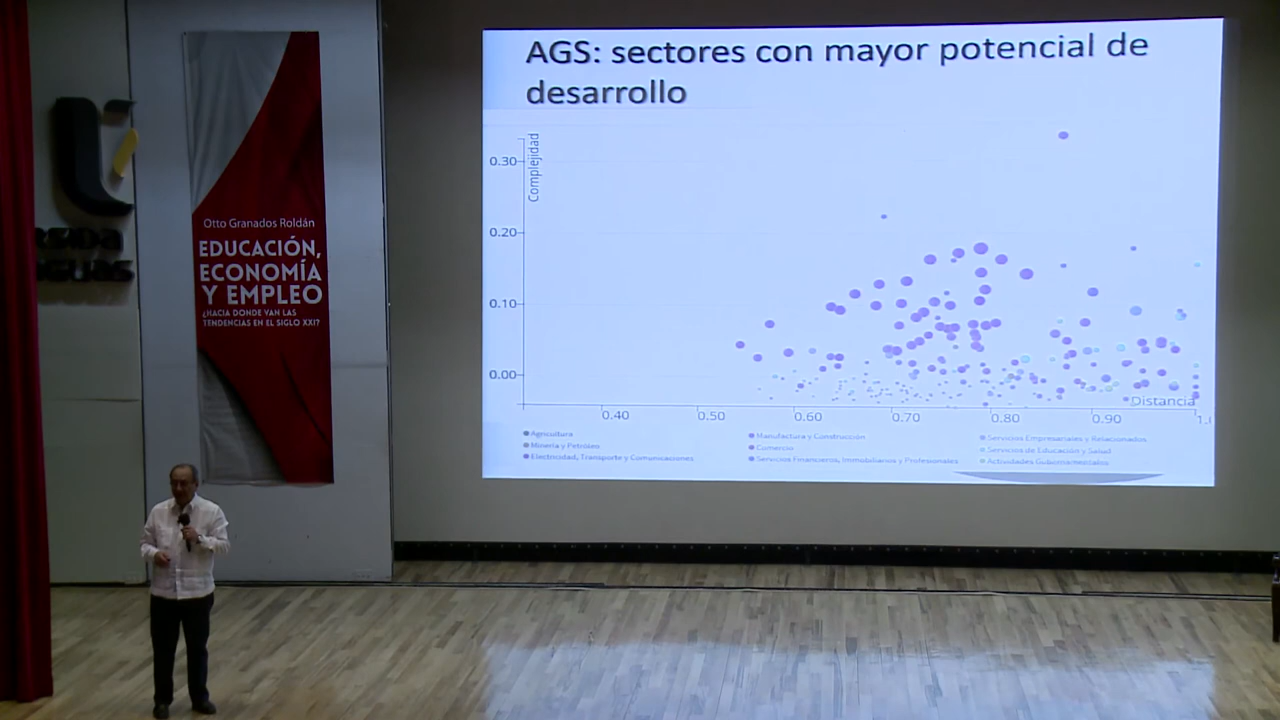 AGS: sectores con mayor potencial de
desarrollo
Complejidad
0.30
0.20
0.10
0.00
0.40
0.50
0.60
0.70
0.80
0.90
Distancia
Agricultura
Minería y Petróleo
Electricidad, Transporte y Comunicaciones
Manufactura y Construcción
Comercio
Servicios Financieros, Inmobiliarios y Profesionales
Servicios Empresariales y Relacionados
Servicios de Educación y Salud
Actividades Gubernamentales
Otto Granados Roldán
EDUCACIÓN,
ECONOMÍA
Y EMPLEO
¿HACIA DONDE VAN LAS
TENDENCIAS EN EL SIGLO XXI?